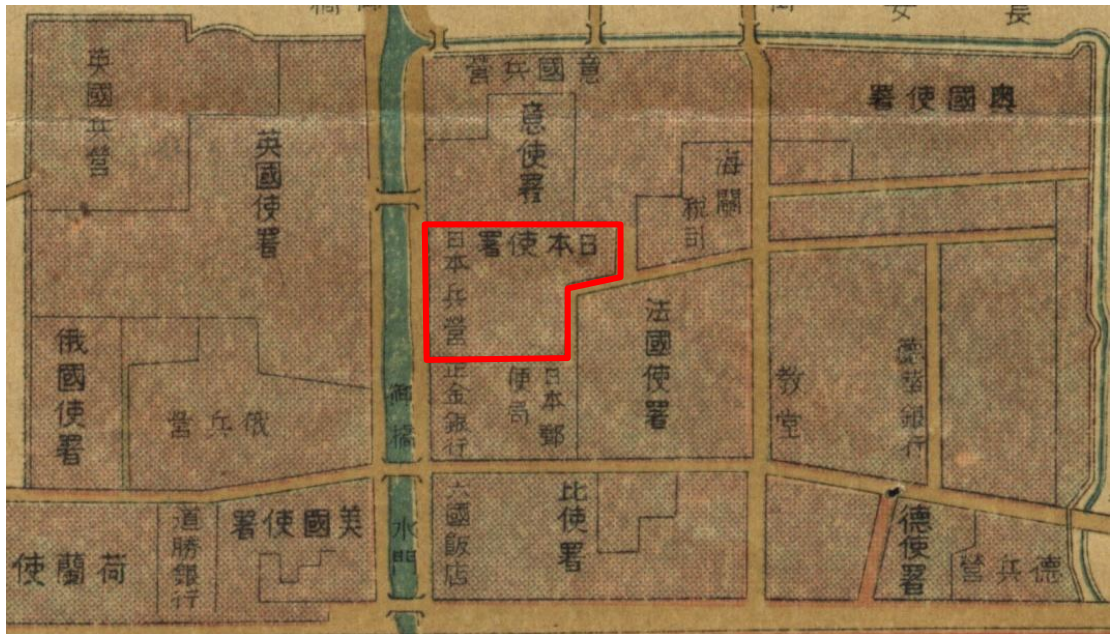 長
安
英國兵營
英國使署
意國兵營
意使署
奧國使署
海關
稅司
日本使署
日本兵營
法國使署
俄國使署
俄兵營
御橋
正金銀行
日本郵
便局
教堂
德華銀行
荷蘭使
道勝銀行
美國使署
水門
六國飯店
比使署
德使署
德兵營